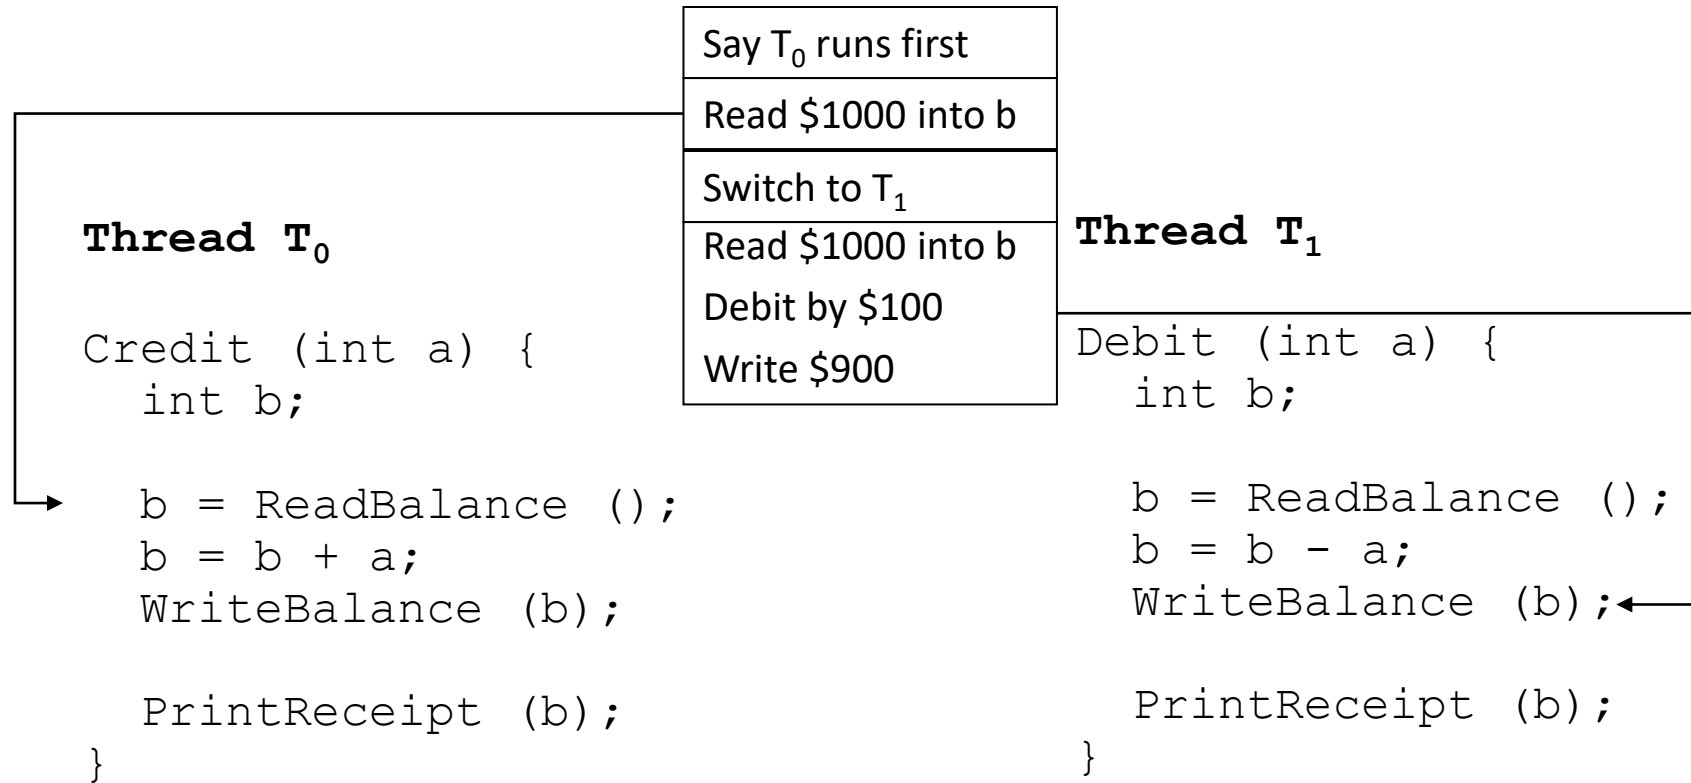 Say T₀ runs first
Read $1000 into b
Switch to T₁
Read $1000 into b
Debit by $100
Write $900
Thread T₀
Credit (int a) {
int b;
b = ReadBalance ();
b = b + a;
WriteBalance (b);
PrintReceipt (b);
}
Thread T₁
Debit (int a) {
int b;
b = ReadBalance ();
b = b - a;
WriteBalance (b);
PrintReceipt (b);
}